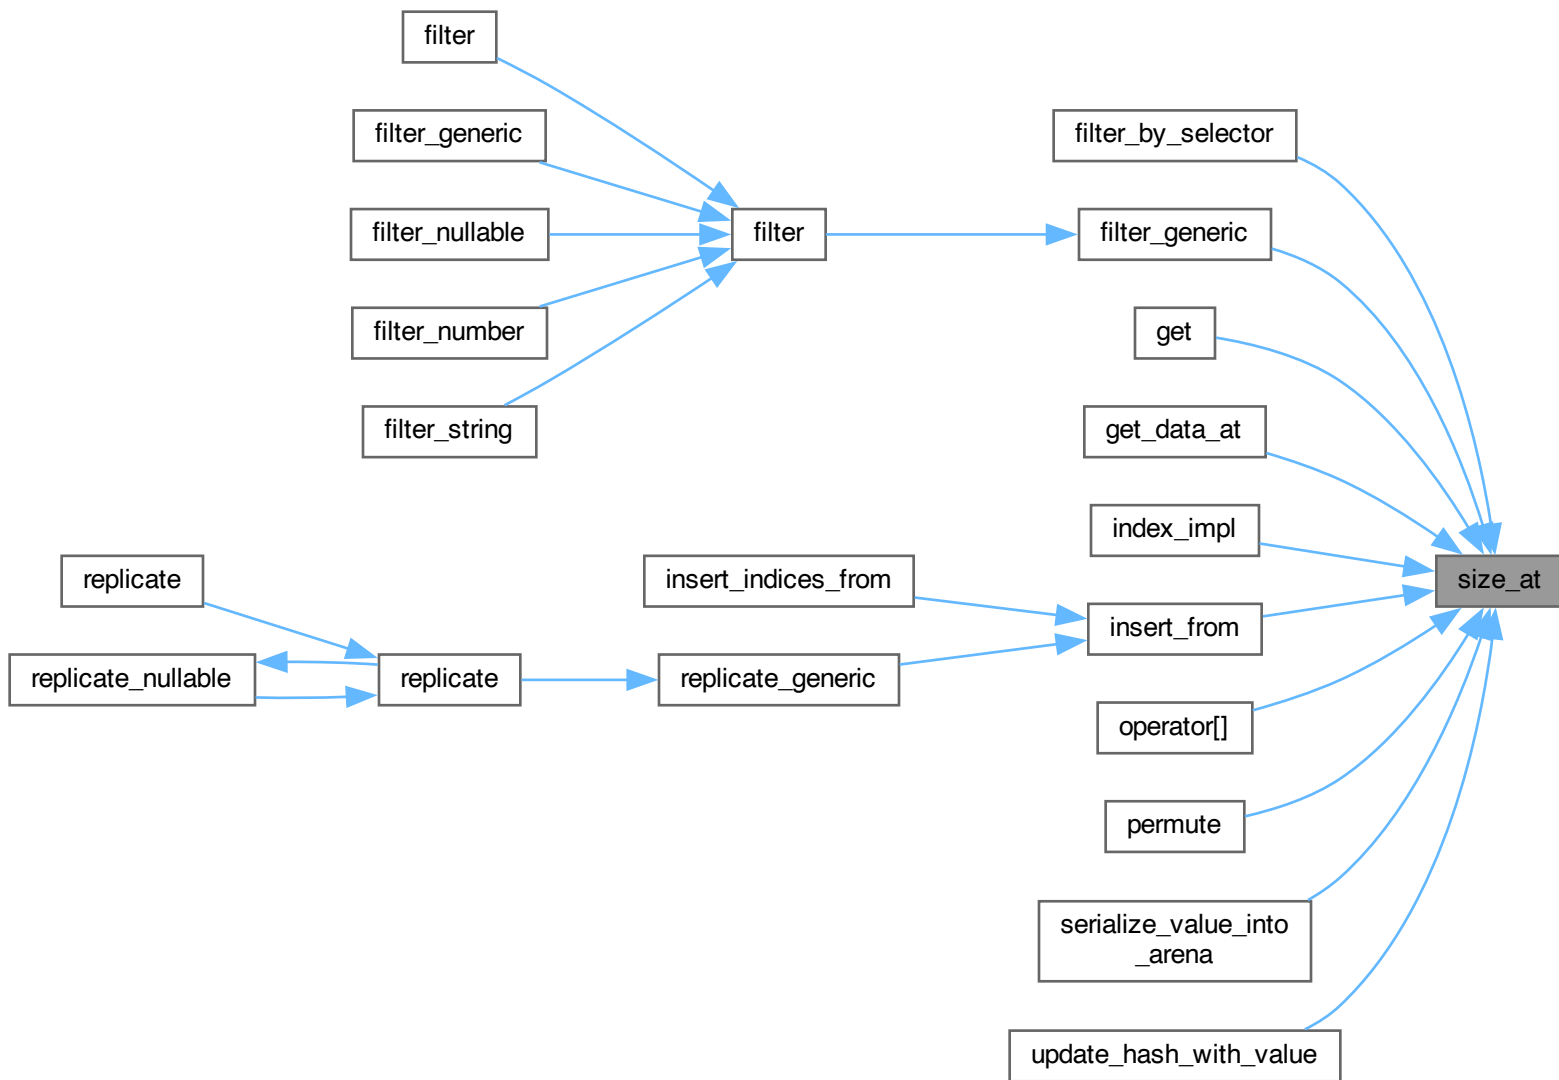 filter
filter_generic
filter_nullable
filter_number
filter_string
filter
filter_by_selector
filter_generic
get
get_data_at
index_impl
insert_from
operator[]
permute
serialize_value_into
_arena
update_hash_with_value
size_at
insert_indices_from
replicate_generic
replicate
replicate
replicate_nullable